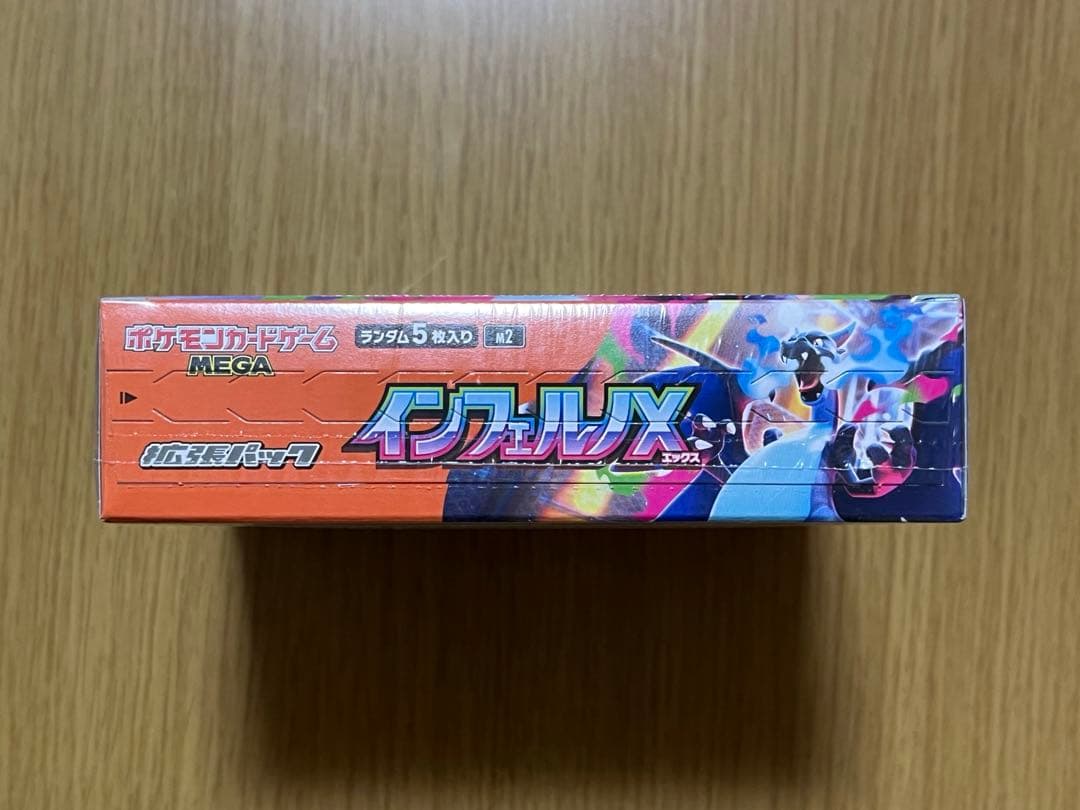 ポケモンカードゲーム
MEGA
ランダム5枚入り
M2
インフェルノX
エックス
拡張パック